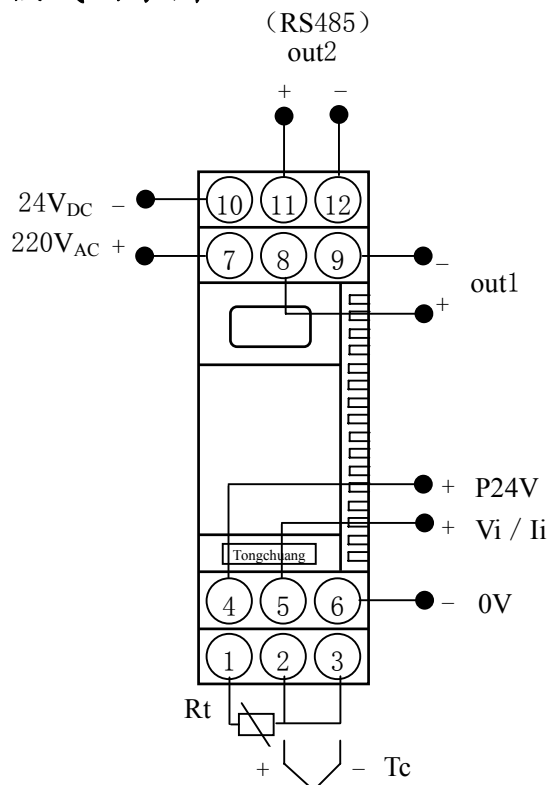 (RS485)
out2
+ −
10 11 12
24VDC −
220VAC +
7 8 9
−
out1
+
+ P24V
+ Vi / Ii
Tongchuang
4 5 6
− 0V
1 2 3
Rt
+ − Tc